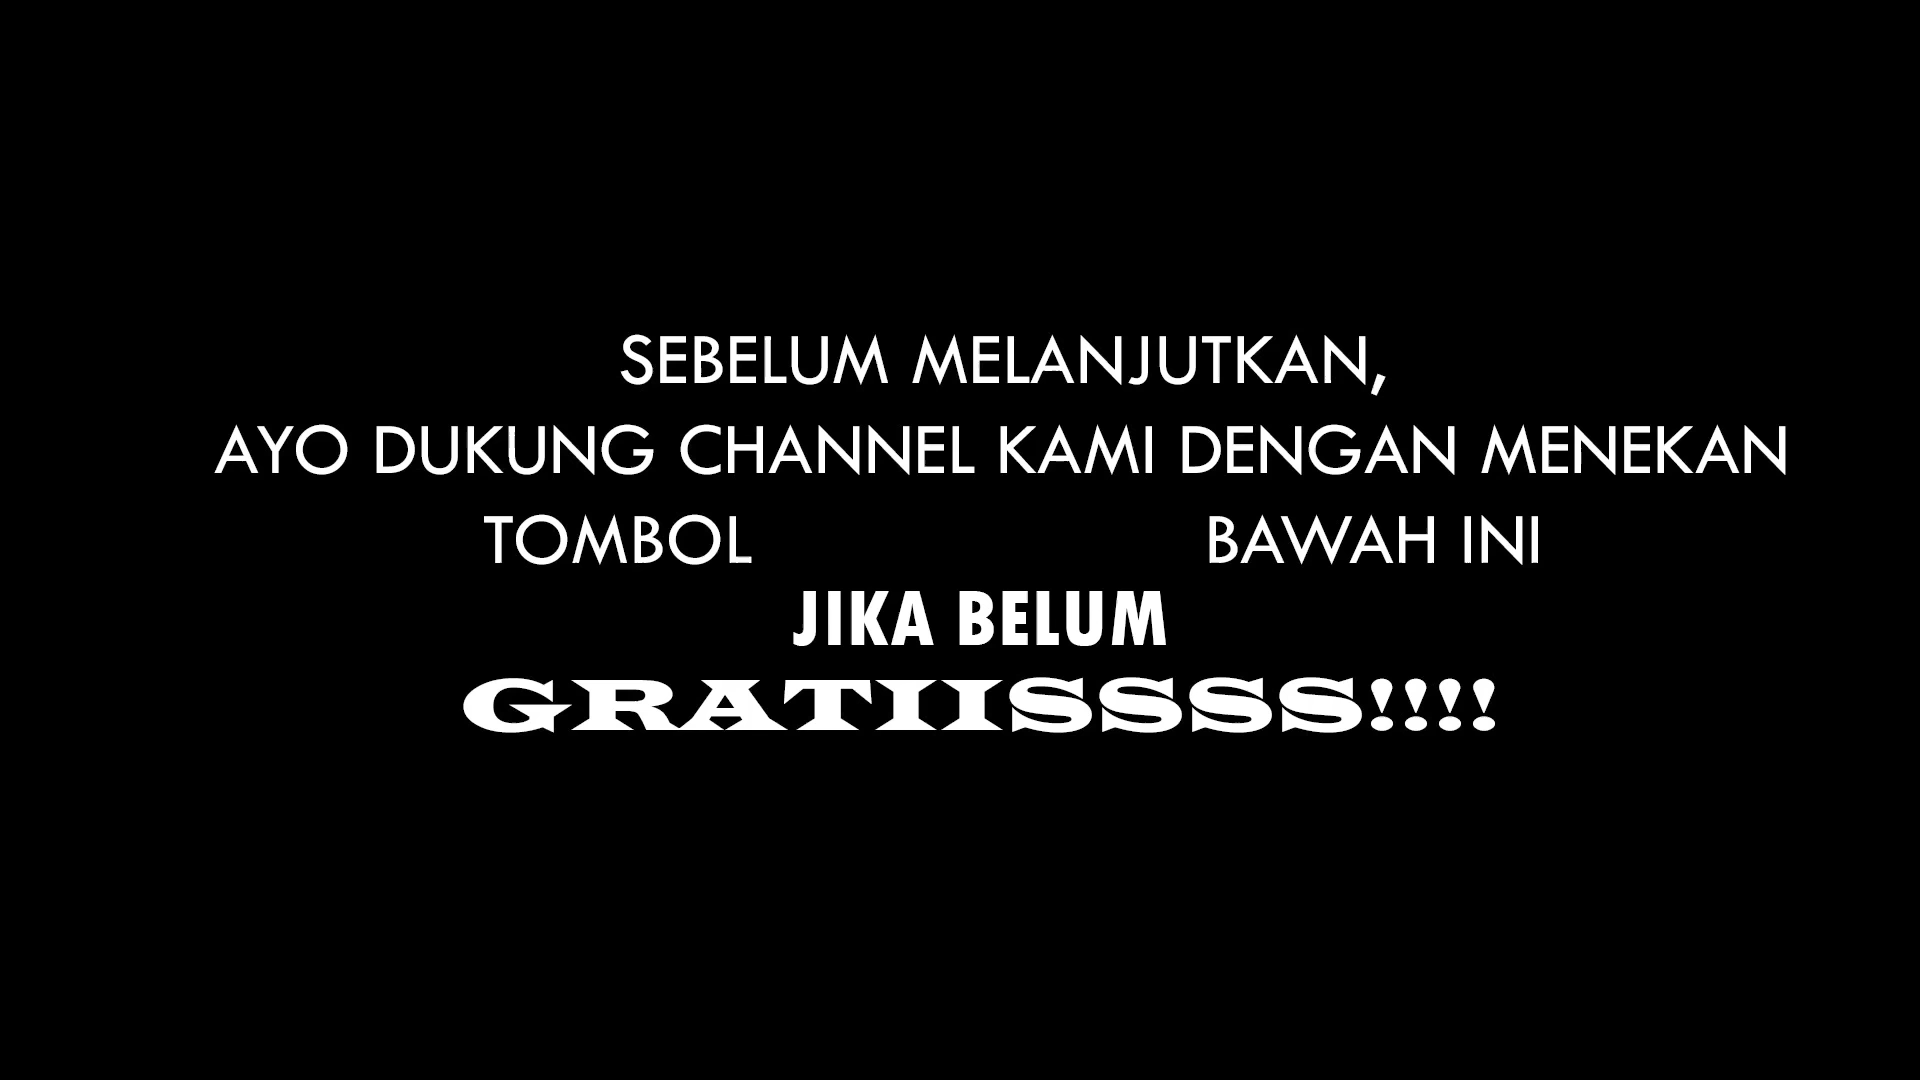 SEBELUM MELANJUTKAN,
AYO DUKUNG CHANNEL KAMI DENGAN MENEKAN
TOMBOL BAWAH INI
JIKA BELUM
GRATIISSSS!!!!